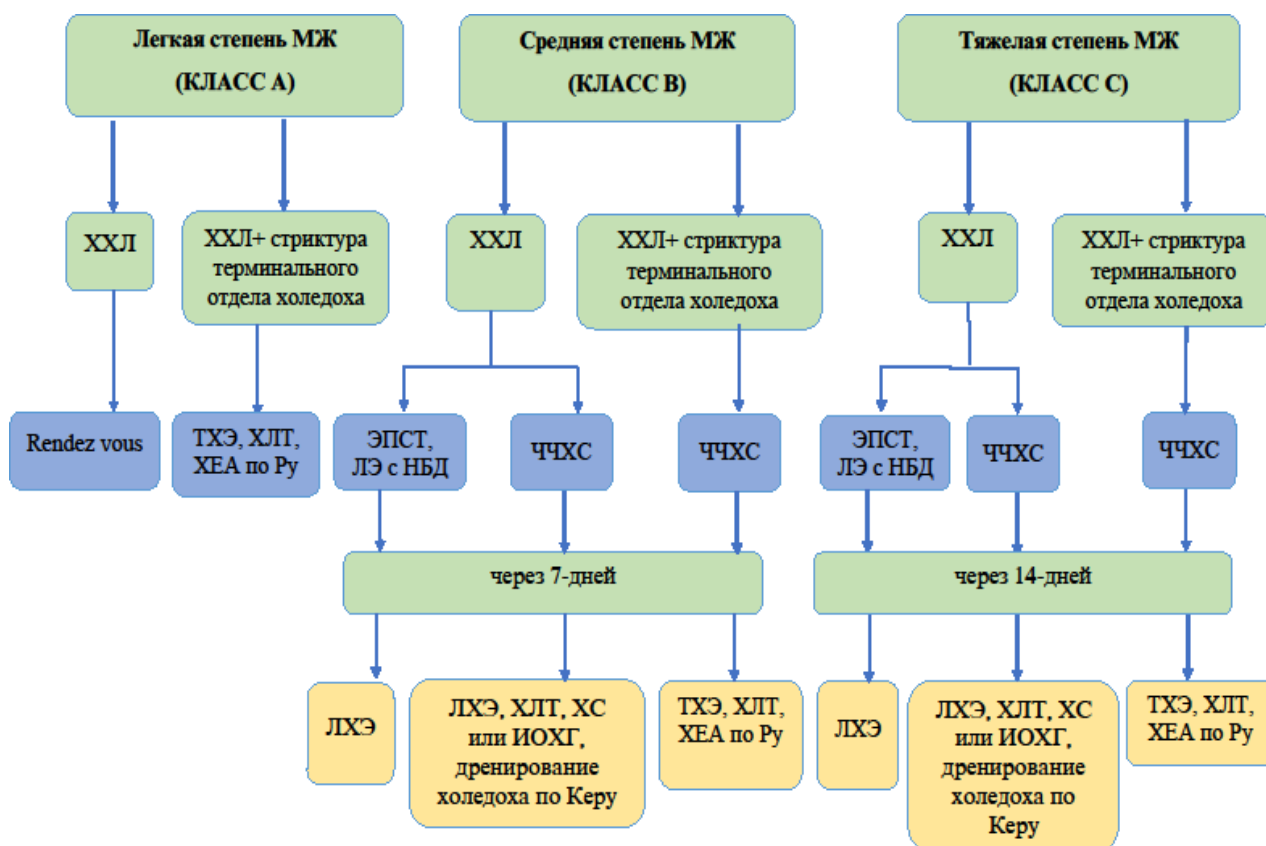 Легкая степень МЖ
(КЛАСС А)
Средняя степень МЖ
(КЛАСС В)
Тяжелая степень МЖ
(КЛАСС С)
ХХЛ
ХХЛ+ стриктура
терминального
отдела холедоха
ХХЛ
ХХЛ+ стриктура
терминального
отдела холедоха
ХХЛ
ХХЛ+ стриктура
терминального
отдела холедоха
Rendez vous
ТХЭ, ХЛТ,
ХЕА по Ру
ЭПСТ,
ЛЭ с НБД
ЧЧХС
ЧЧХС
ЭПСТ,
ЛЭ с НБД
ЧЧХС
ЧЧХС
через 7-дней
через 14-дней
ЛХЭ
ЛХЭ, ХЛТ, ХС
или ИОХГ,
дренирование
холедоха по Керу
ТХЭ, ХЛТ,
ХЕА по Ру
ЛХЭ
ЛХЭ, ХЛТ, ХС
или ИОХГ,
дренирование
холедоха по
Керу
ТХЭ, ХЛТ,
ХЕА по Ру